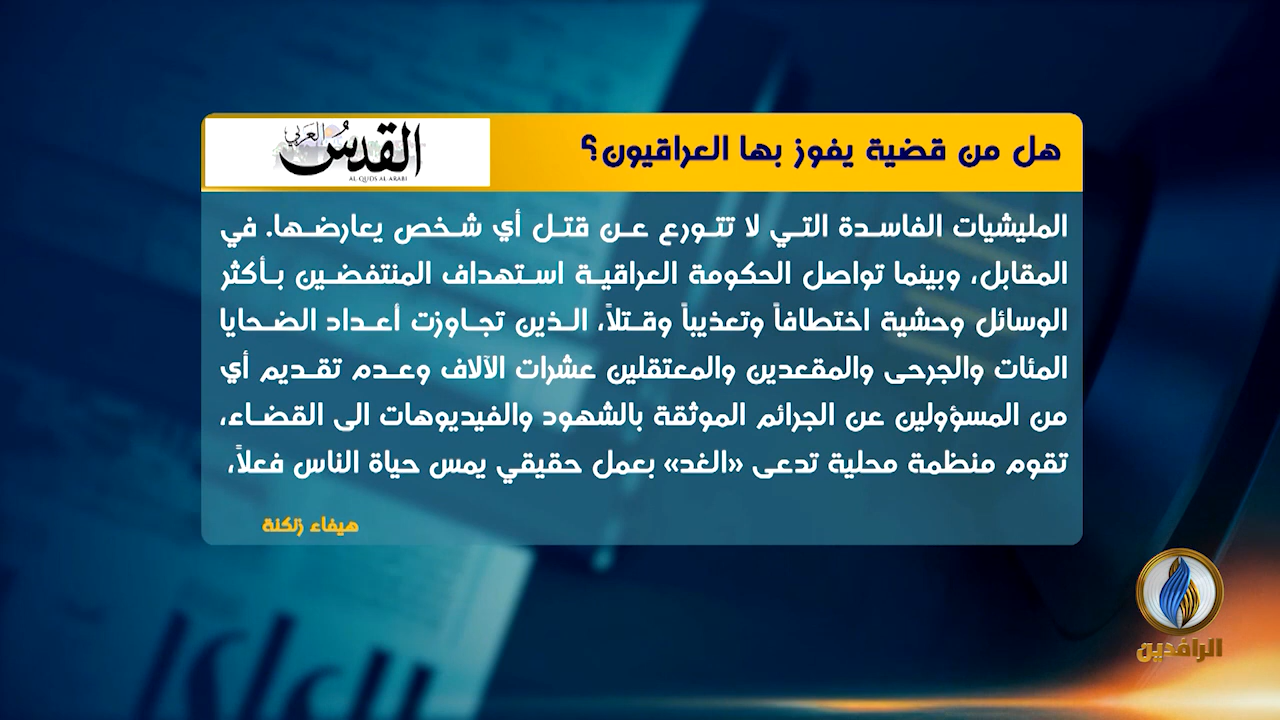 هل من قضية يفوز بها العراقيون؟
القدس العربي
AL-QUDS AL-ARABI
المليشيات الفاسدة التي لا تتورع عن قتل أي شخص يعارضها. في
المقابل، وبينما تواصل الحكومة العراقية استهداف المنتفضين بأكثر
الوسائل وحشية اختطافاً وتعذيباً وقتلاً، الذين تجاوزت أعداد الضحايا
المئات والجرحى والمقعدين والمعتقلين عشرات الآلاف وعدم تقديم أي
من المسؤولين عن الجرائم الموثقة بالشهود والفيديوهات الى القضاء،
تقوم منظمة محلية تدعى «الغد» بعمل حقيقي يمس حياة الناس فعلاً،
هيفاء زنكنة
الرافدين